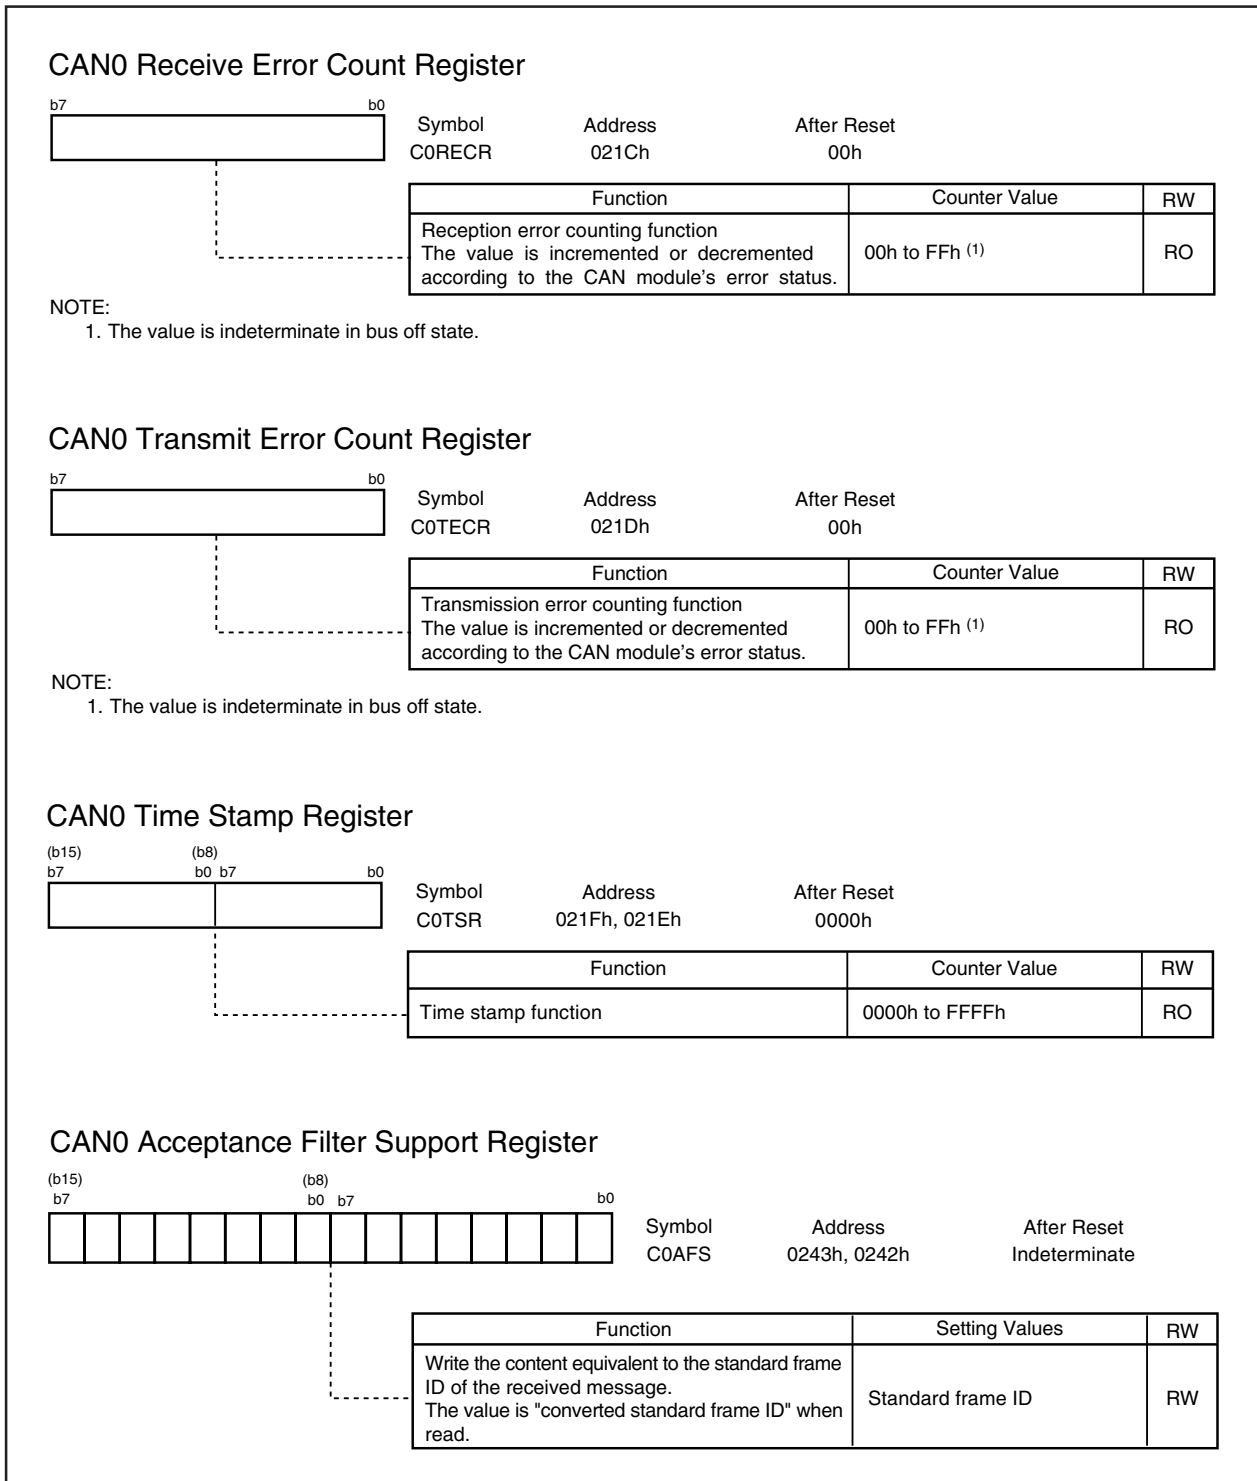 CAN0 Receive Error Count Register
b7 b0
Symbol Address After Reset
C0RECR 021Ch 00h
Function Counter Value RW
Reception error counting function
The value is incremented or decremented
according to the CAN module's error status.
00h to FFh (1) RO
NOTE:
1. The value is indeterminate in bus off state.
CAN0 Transmit Error Count Register
b7 b0
Symbol Address After Reset
C0TECR 021Dh 00h
Function Counter Value RW
Transmission error counting function
The value is incremented or decremented
according to the CAN module's error status.
00h to FFh (1) RO
NOTE:
1. The value is indeterminate in bus off state.
CAN0 Time Stamp Register
(b15) (b8)
b7 b0 b7 b0
Symbol Address After Reset
C0TSR 021Fh, 021Eh 0000h
Function Counter Value RW
Time stamp function 0000h to FFFFh RO
CAN0 Acceptance Filter Support Register
(b15) (b8)
b7 b0 b7 b0
Symbol Address After Reset
C0AFS 0243h, 0242h Indeterminate
Function Setting Values RW
Write the content equivalent to the standard frame
ID of the received message.
The value is "converted standard frame ID" when
read.
Standard frame ID RW